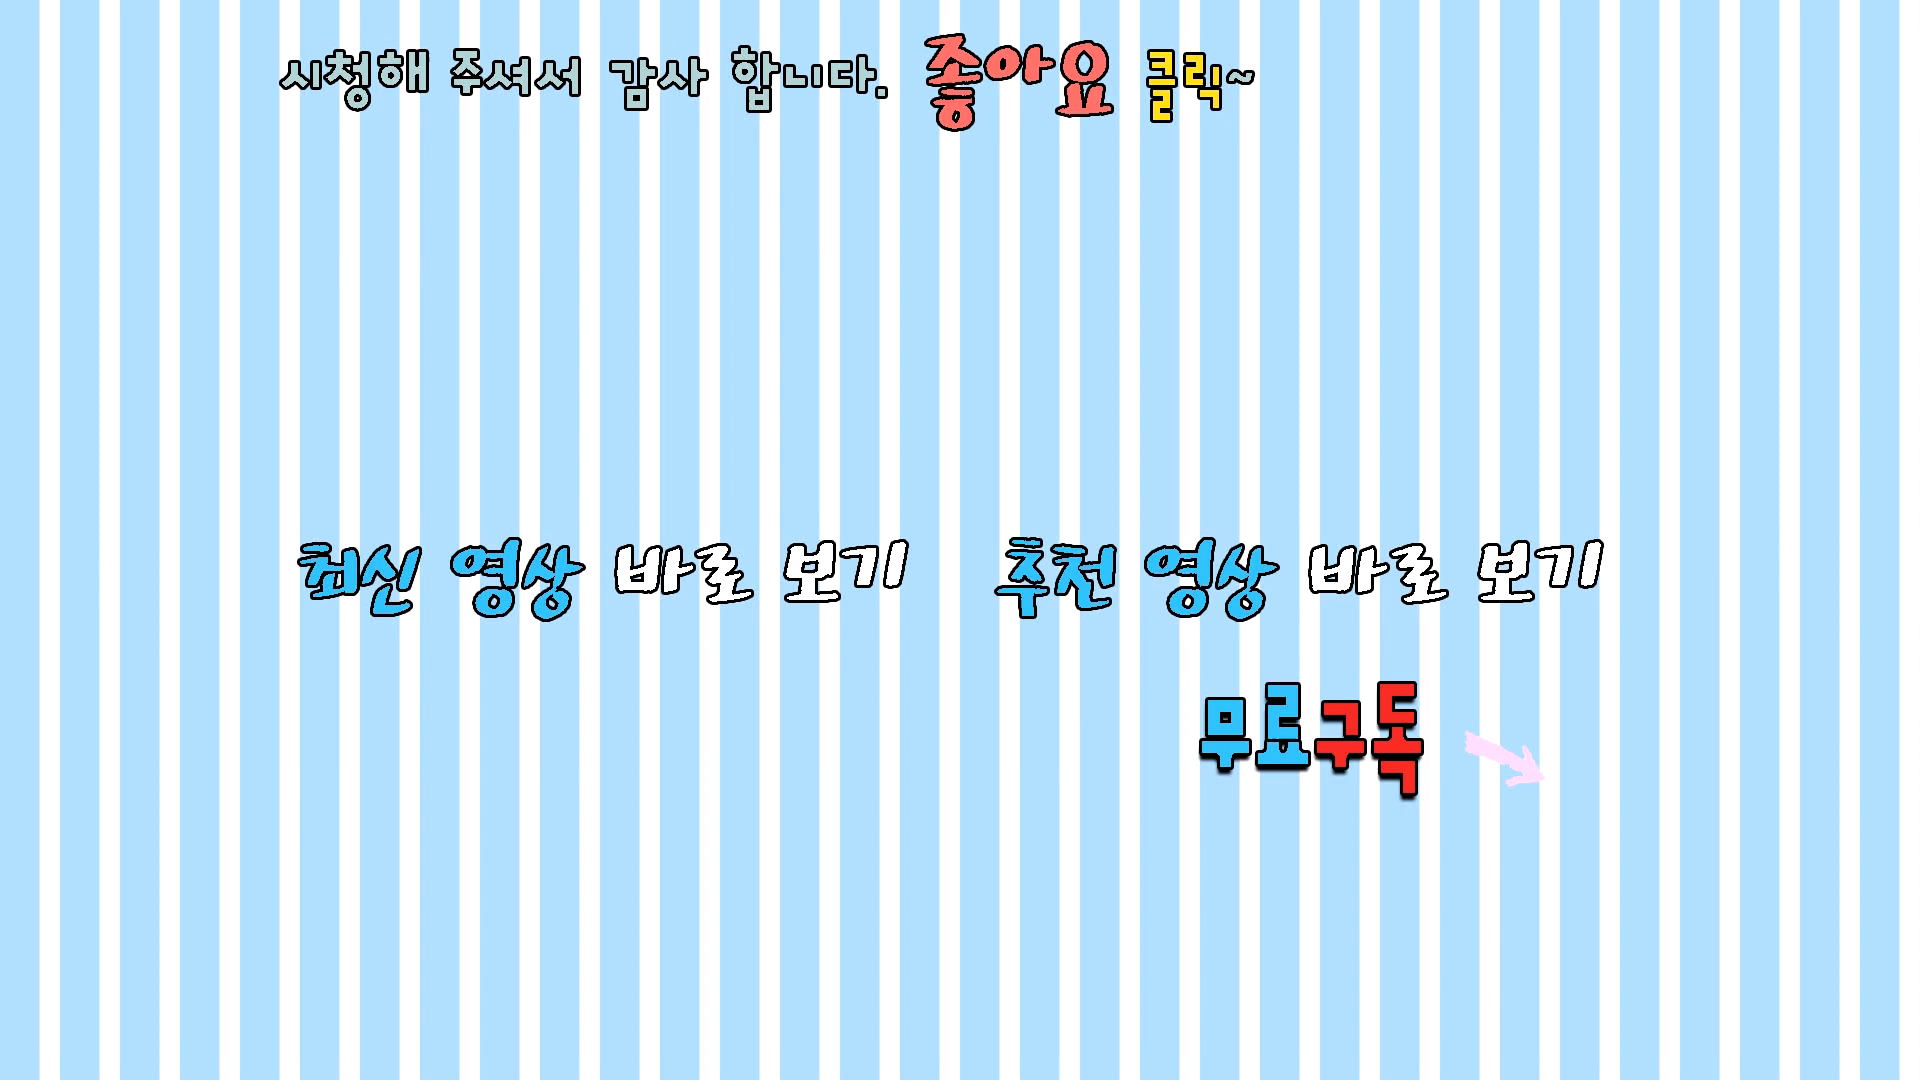 시청해 주셔서 감사 합니다. 좋아요 클릭~
최신 영상 바로 보기
추천 영상 바로 보기
무료구독